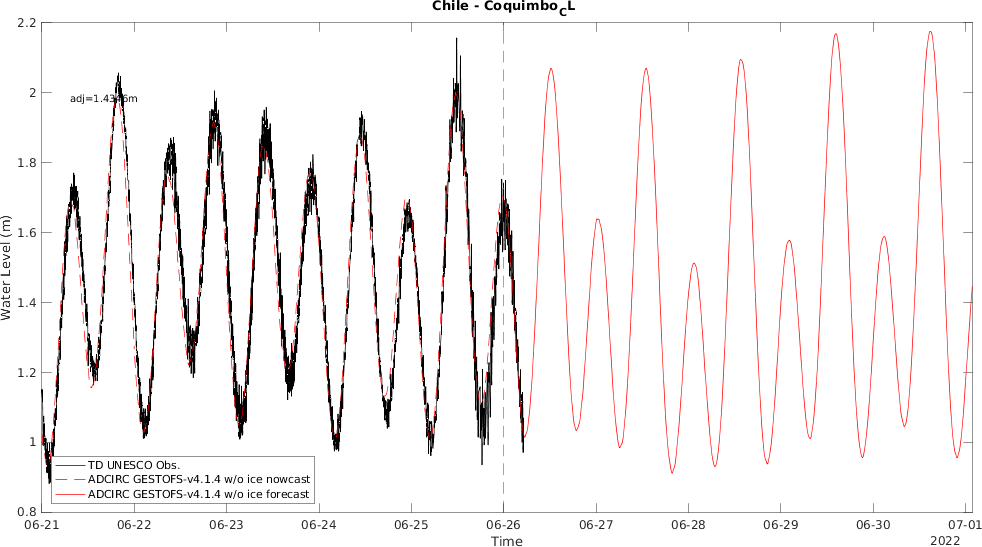 Chile - Coquimbo_CL
2.2
2
1.8
1.6
1.4
1.2
1
0.8
Water Level (m)
TD UNESCO Obs.
ADCIRC GESTOFS-v4.1.4 w/o ice nowcast
ADCIRC GESTOFS-v4.1.4 w/o ice forecast
06-21 06-22 06-23 06-24 06-25 06-26 06-27 06-28 06-29 06-30 07-01
Time
2022